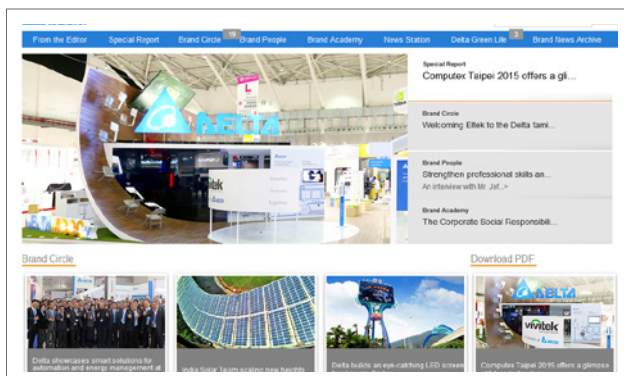 DELTA
19
3
From the Editor Special Report Brand Circle Brand People Brand Academy News Station Delta Green Life Brand News Archive
L
DELTA
vivitek
Special Report
Computex Taipei 2015 offers a gli...
Brand Circle
Welcoming Eltek to the Delta fami...
Brand People
Strengthen professional skills an...
An interview with Mr. Jef...>
Brand Academy
The Corporate Social Responsibili...
Brand Circle
Download PDF
DELTA
vivitek
Delta showcases smart solutions for
automation and energy management at
India Solar Team scaling new heights
Delta builds an eye-catching LED screen
Computex Taipei 2015 offers a glimpse